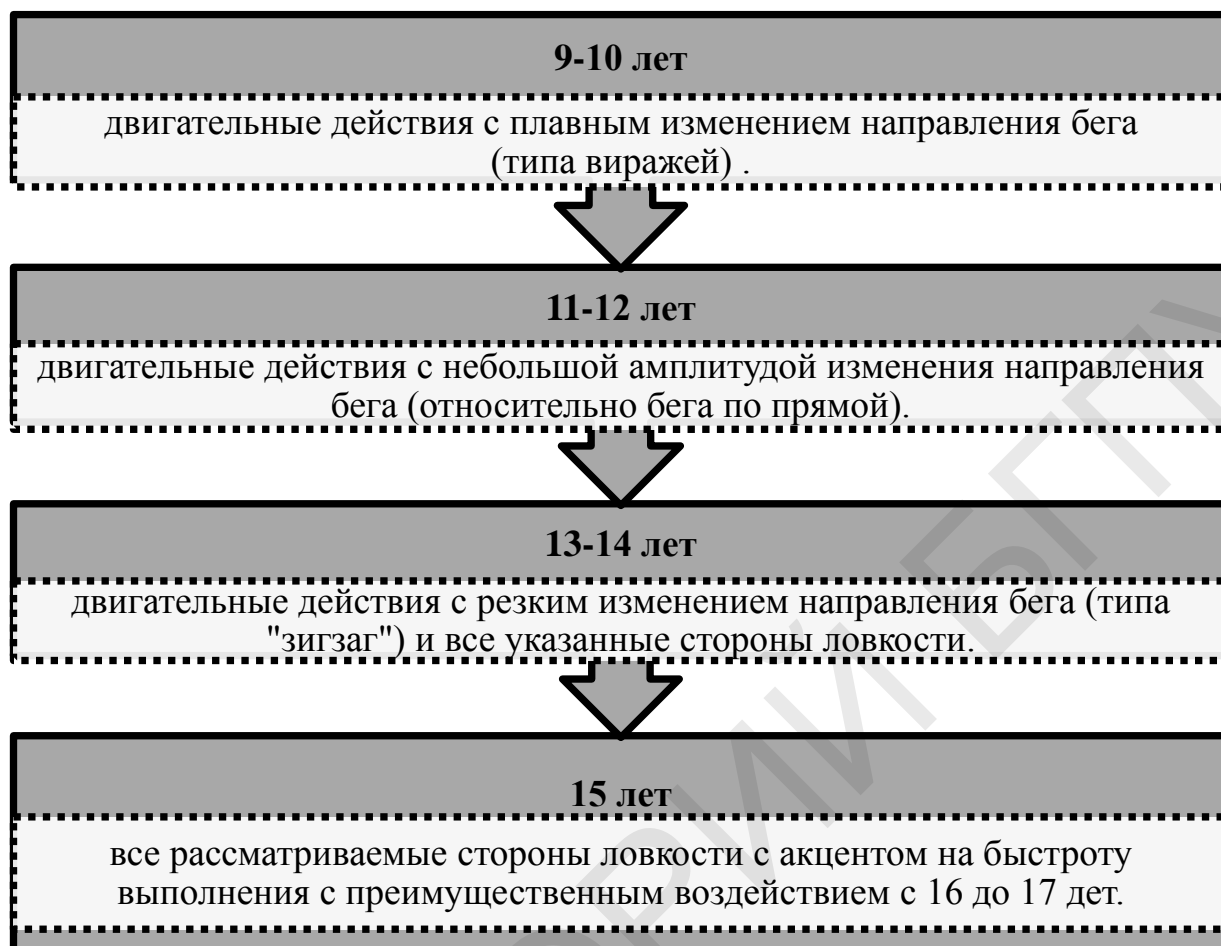 9-10 лет
двигательные действия с плавным изменением направления бега
(типа виражей) .
11-12 лет
двигательные действия с небольшой амплитудой изменения направления
бега (относительно бега по прямой).
13-14 лет
двигательные действия с резким изменением направления бега (типа
"зигзаг") и все указанные стороны ловкости.
15 лет
все рассматриваемые стороны ловкости с акцентом на быстроту
выполнения с преимущественным воздействием с 16 до 17 дет.